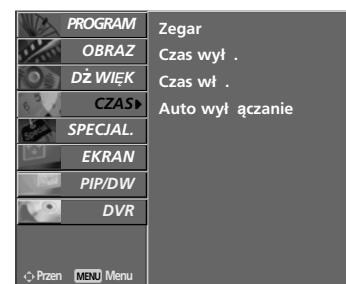 PROGRAM
OBRAZ
DŻ WIĘK
CZAS
SPECJAL.
EKRAN
PIP/DW
DVR
Przen MENU Menu
Zegar
Czas wył .
Czas wł .
Auto wył ączanie